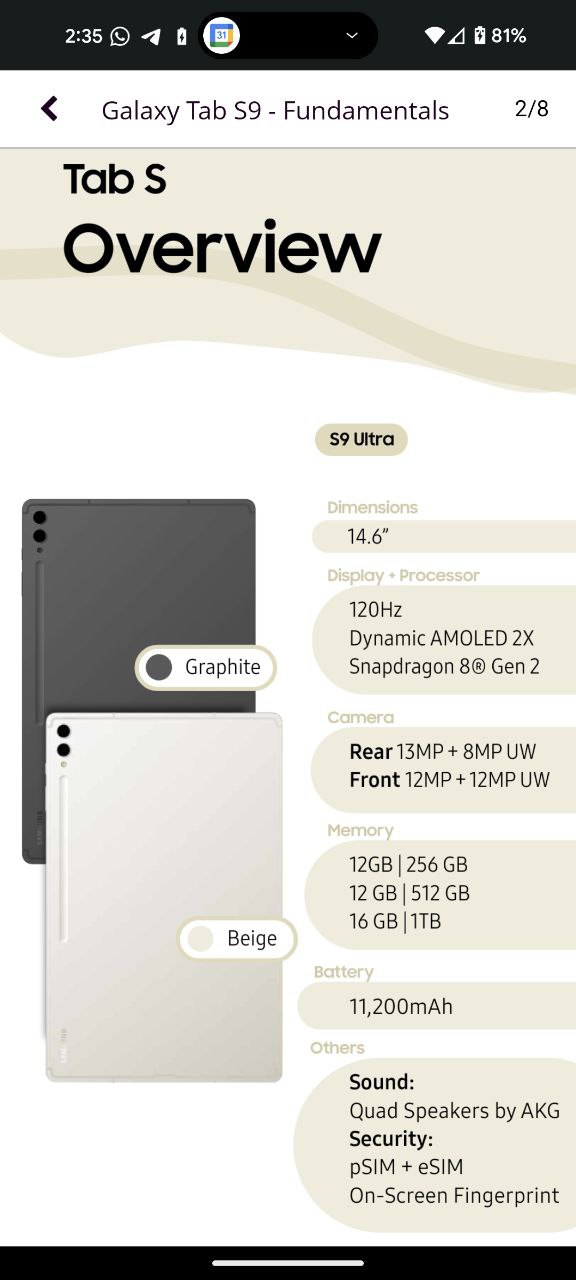 2:35
31
81%
Galaxy Tab S9 - Fundamentals
2/8
Tab S
Overview
S9 Ultra
Dimensions
14.6”
Display + Processor
120Hz
Dynamic AMOLED 2X
Snapdragon 8® Gen 2
Graphite
Camera
Rear 13MP + 8MP UW
Front 12MP + 12MP UW
Memory
12GB | 256 GB
12 GB | 512 GB
16 GB | 1TB
Beige
Battery
11,200mAh
Others
Sound:
Quad Speakers by AKG
Security:
pSIM + eSIM
On-Screen Fingerprint
SAMSUNG
SAMSUNG